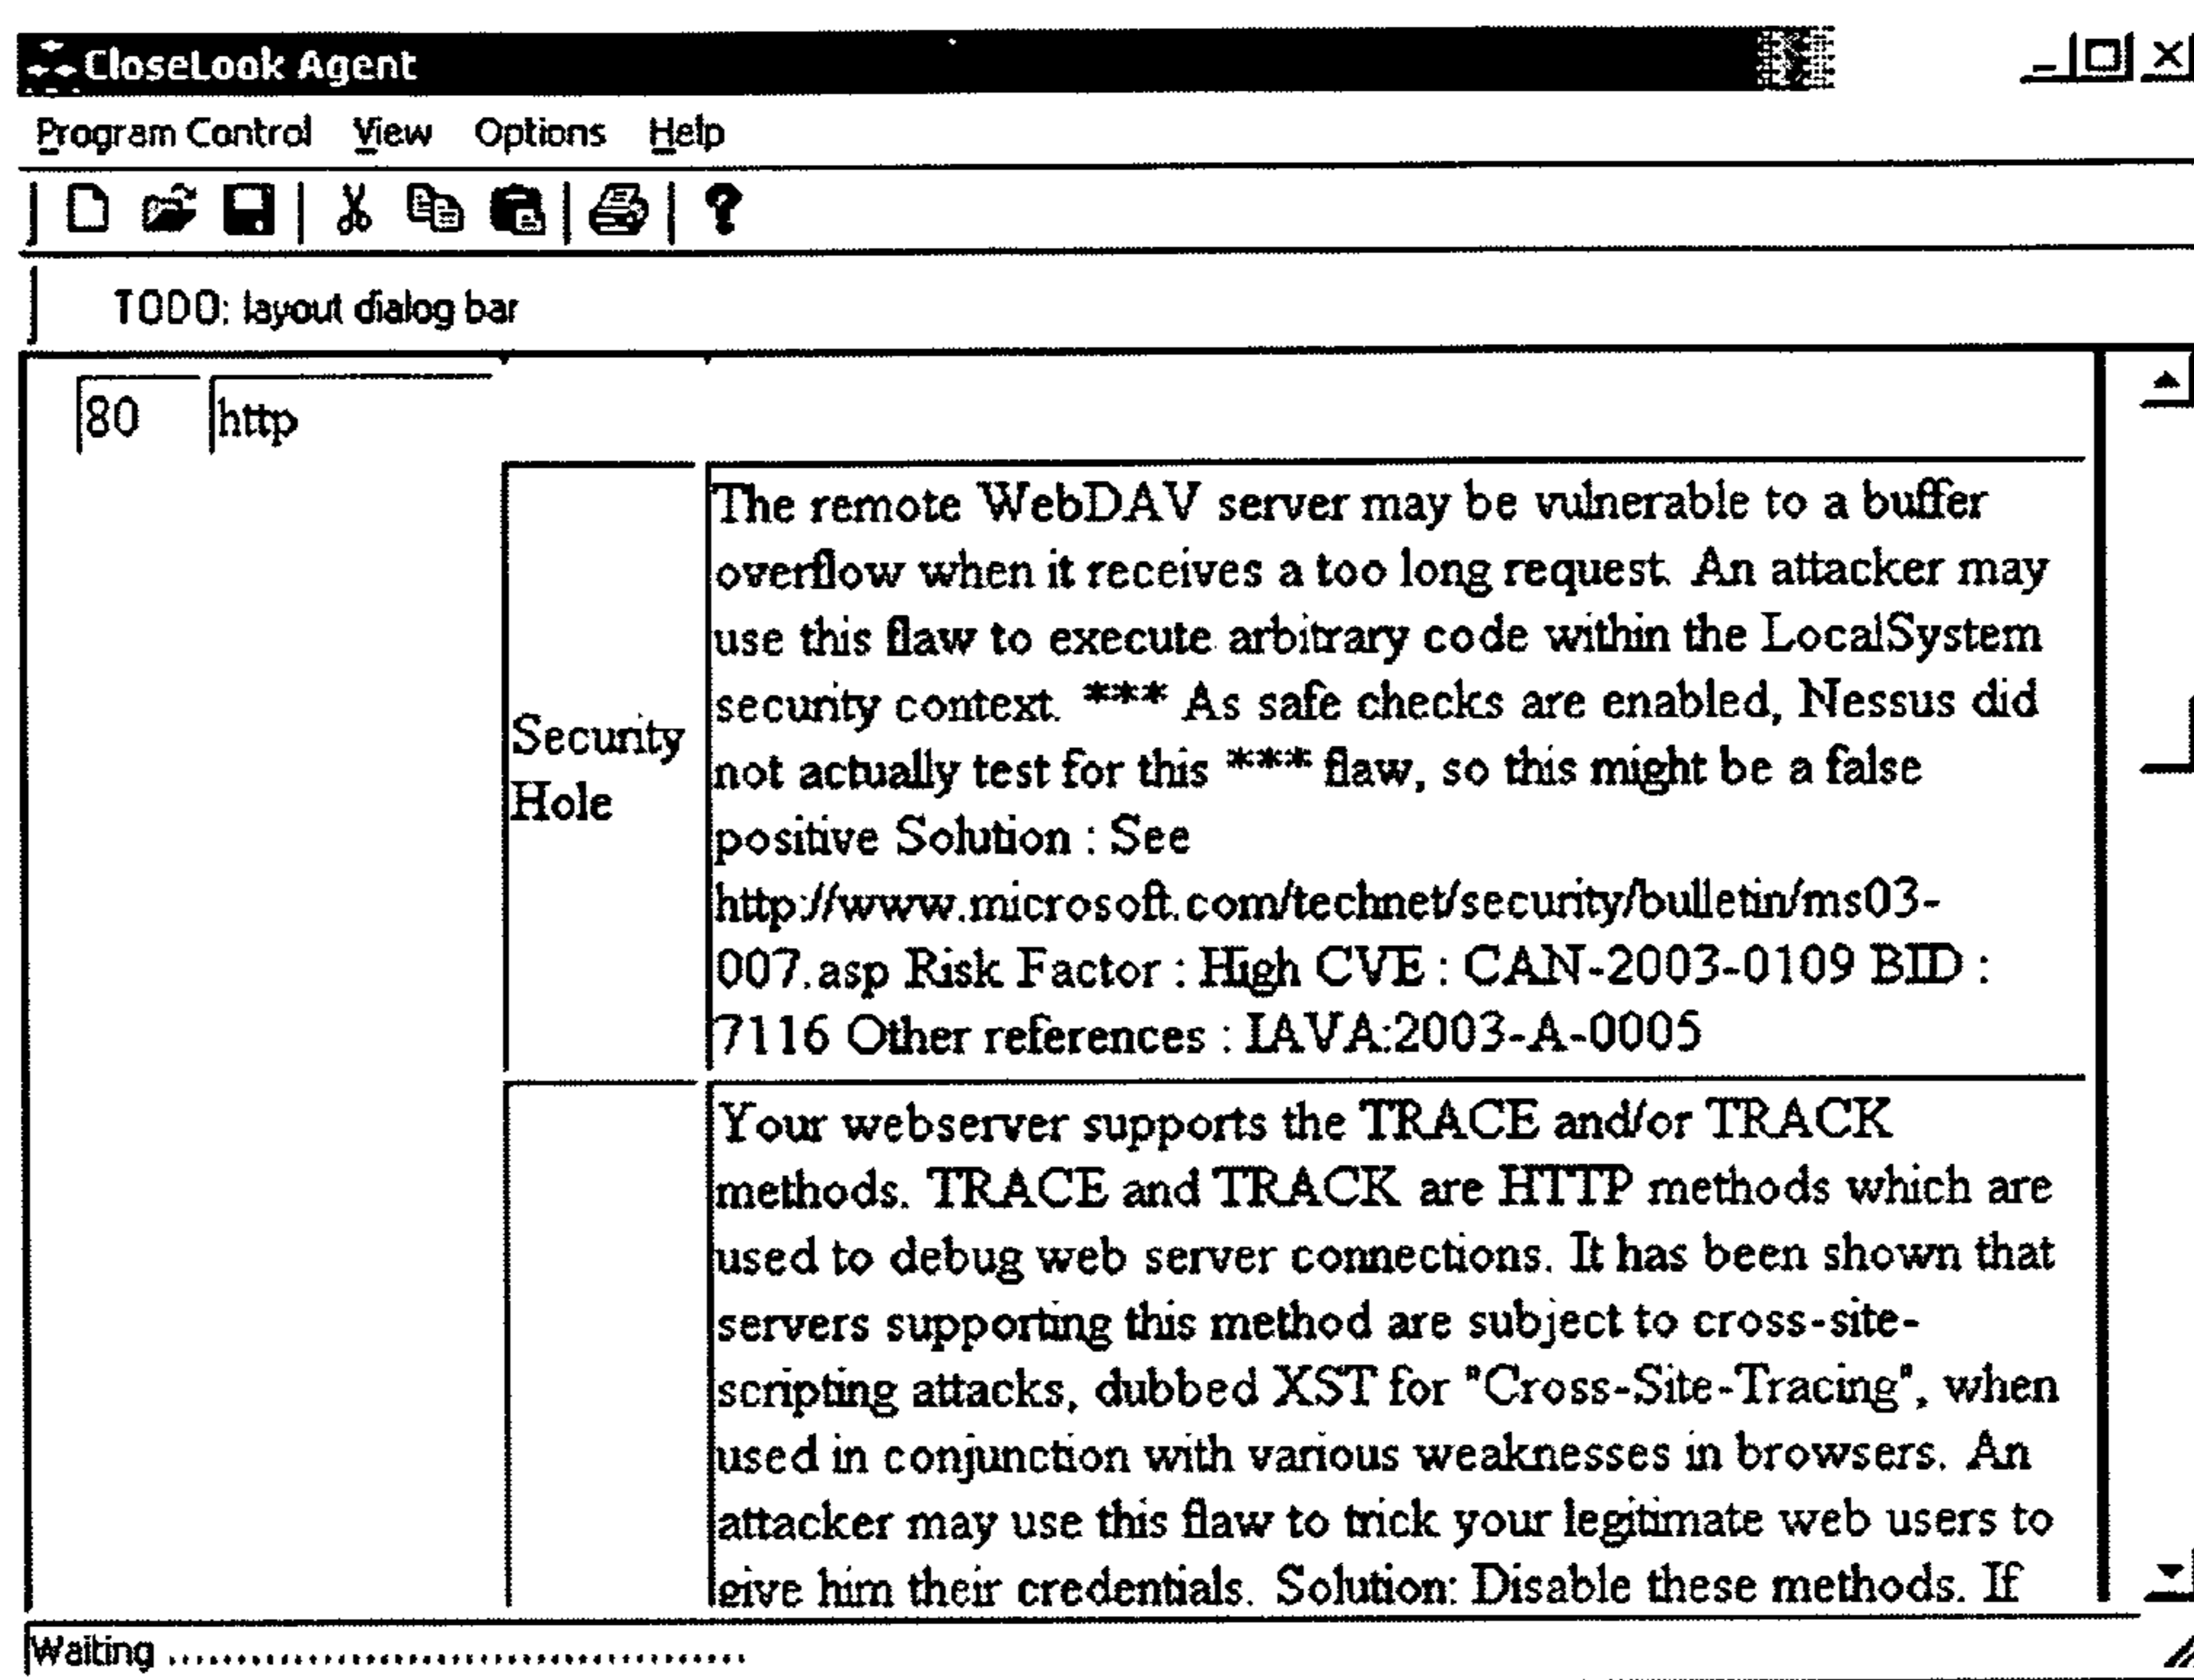 CloseLook Agent
Program Control View Options Help
TODO: layout dialog bar
80 http
Security
Hole
The remote WebDAV server may be vulnerable to a buffer
overflow when it receives a too long request. An attacker may
use this flaw to execute arbitrary code within the LocalSystem
security context. *** As safe checks are enabled, Nessus did
not actually test for this *** flaw, so this might be a false
positive Solution : See
http://www.microsoft.com/technet/security/bulletin/ms03-
007.asp Risk Factor : High CVE : CAN-2003-0109 BID :
7116 Other references : IAVA:2003-A-0005
Your webserver supports the TRACE and/or TRACK
methods. TRACE and TRACK are HTTP methods which are
used to debug web server connections. It has been shown that
servers supporting this method are subject to cross-site-
scripting attacks, dubbed XST for "Cross-Site-Tracing", when
used in conjunction with various weaknesses in browsers. An
attacker may use this flaw to trick your legitimate web users to
give him their credentials. Solution: Disable these methods. If
Waiting ...........................................